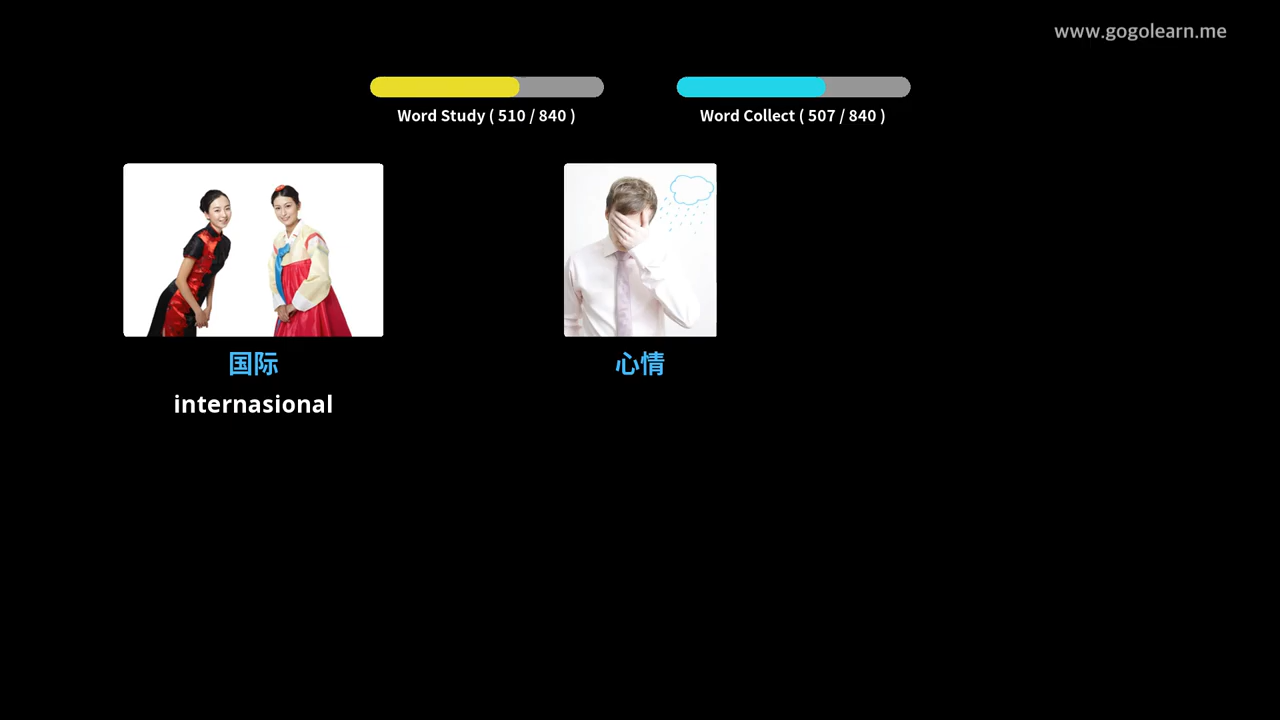 www.gogolearn.me
Word Study ( 510 / 840 )
Word Collect ( 507 / 840 )
国际
心情
internasional